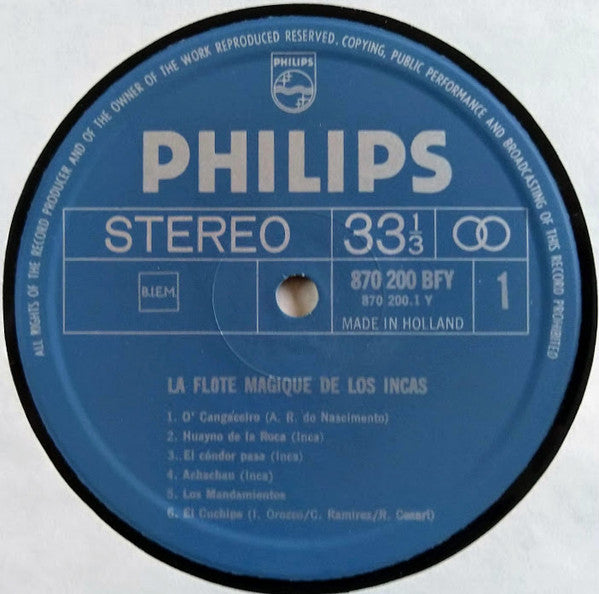 ALL RIGHTS OF THE RECORD PRODUCER AND OF THE OWNER OF THE WORK REPRODUCED RESERVED. COPYING, PUBLIC PERFORMANCE AND BROADCASTING OF THIS RECORD PROHIBITED
PHILIPS
PHILIPS
STEREO 33 1/3
B.I.E.M. 870 200 BFY 1
870 200.1 Y
MADE IN HOLLAND
LA FLOTE MAGIQUE DE LOS INCAS
1. O' Cangaceiro (A. R. do Nascimento)
2. Huayno de la Roca (Inca)
3. El cóndor pasa (Inca)
4. Achachau (Inca)
5. Los Mandamientos
6. El Cuchipe (I. Orozco/C. Ramirez/R. Cesari)